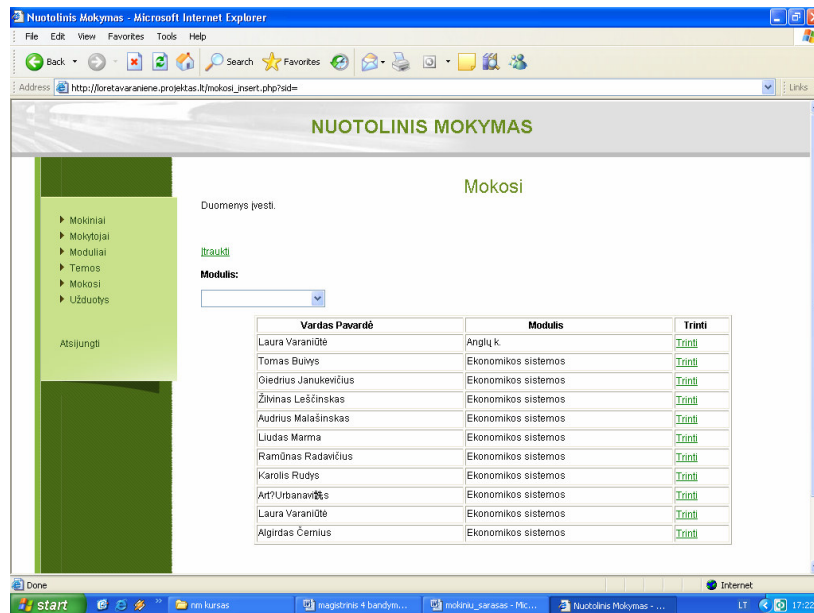 Nuotolinis Mokymas - Microsoft Internet Explorer
File Edit View Favorites Tools Help
Back Search Favorites
Address http://loretavaraniene.projektas.lt/mokosi_insert.php?sid= Links
NUOTOLINIS MOKYMAS
Mokiniai
Mokytojai
Moduliai
Temos
Mokosi
Užduotys
Atsijungti
Mokosi
Duomenys įvesti.
Įtraukti
Modulis:
Vardas Pavardė Modulis Trinti
Laura Varaniūtė Anglų k. Trinti
Tomas Buivys Ekonomikos sistemos Trinti
Giedrius Janukevičius Ekonomikos sistemos Trinti
Žilvinas Leščinskas Ekonomikos sistemos Trinti
Audrius Malašinskas Ekonomikos sistemos Trinti
Liudas Marma Ekonomikos sistemos Trinti
Ramūnas Radavičius Ekonomikos sistemos Trinti
Karolis Rudys Ekonomikos sistemos Trinti
Ekonomikos sistemos Trinti
Laura Varaniūtė Ekonomikos sistemos Trinti
Algirdas Černius Ekonomikos sistemos Trinti
Done Internet
start nm kursas magistrinis 4 bandym... mokiniu_sarasas - Mic... Nuotolinis Mokymas - ... LT 17:22